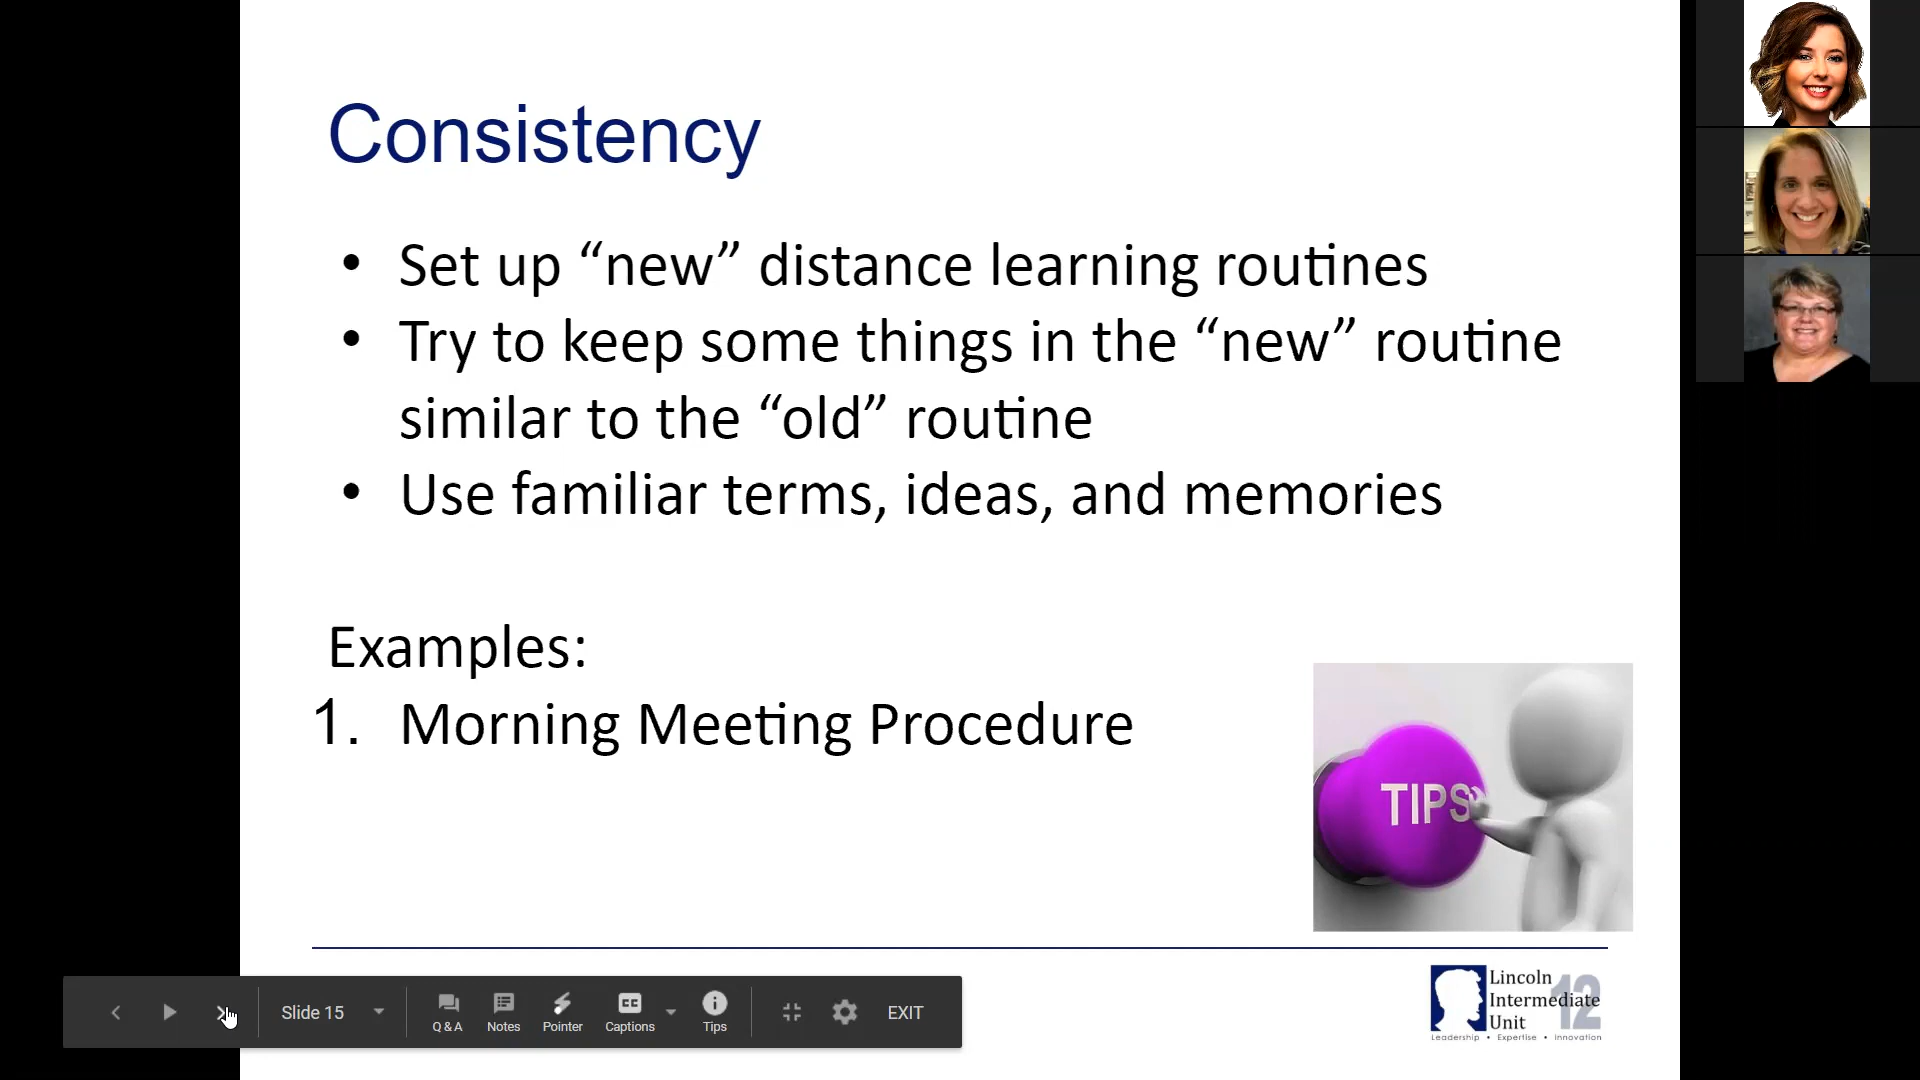 Consistency
• Set up “new” distance learning routines
• Try to keep some things in the “new” routine
similar to the “old” routine
• Use familiar terms, ideas, and memories
Examples:
1. Morning Meeting Procedure
TIPS
Lincoln
Intermediate
Unit
12
Leadership • Expertise • Innovation
Slide 15
Q & A
Notes
Pointer
CC
Captions
Tips
EXIT